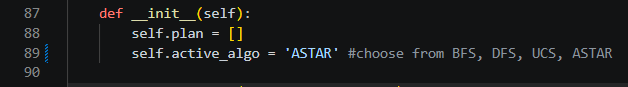 87 def __init__(self):
88 self.plan = []
89 self.active_algo = 'ASTAR' #choose from BFS, DFS, UCS, ASTAR
90